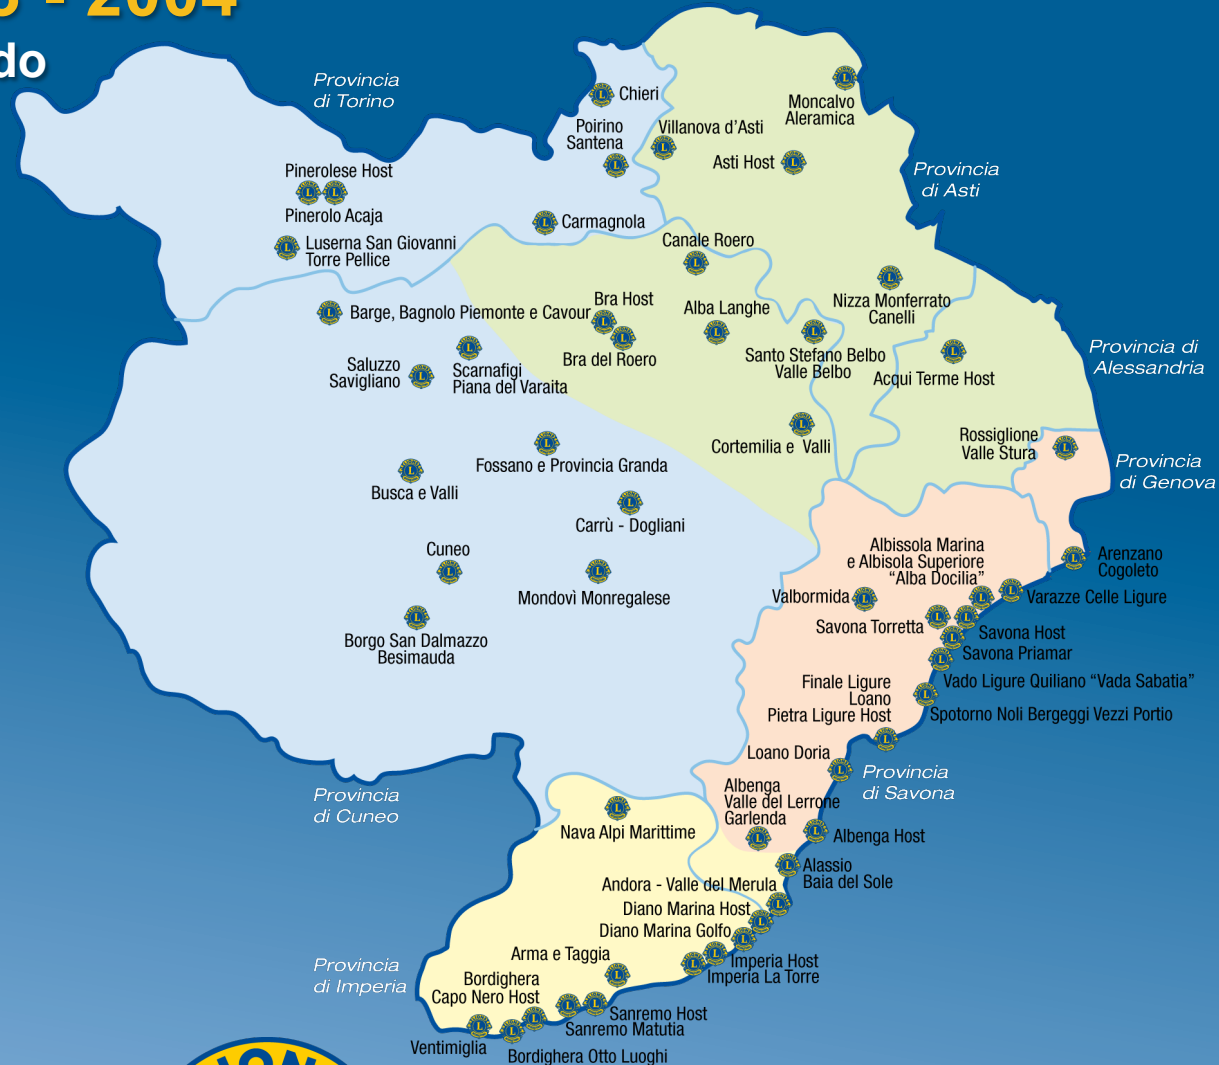 - 2004
do
Provincia
di Torino
Chieri
Poirino
Santena
Villanova d'Asti
Moncalvo
Aleramica
Asti Host
Provincia
di Asti
Pinerolese Host
Pinerolo Acaja
Luserna San Giovanni
Torre Pellice
Carmagnola
Canale Roero
Nizza Monferrato
Canelli
Barge, Bagnolo Piemonte e Cavour
Bra Host
Bra del Roero
Alba Langhe
Santo Stefano Belbo
Valle Belbo
Acqui Terme Host
Provincia di
Alessandria
Saluzzo
Savigliano
Scarnafigi
Piana del Varaita
Cortemilia e Valli
Rossiglione
Valle Stura
Provincia
di Genova
Fossano e Provincia Granda
Busca e Valli
Carrù - Dogliani
Cuneo
Mondovì Monregalese
Borgo San Dalmazzo
Besimauda
Albissola Marina
e Albisola Superiore
“Alba Docilia”
Arenzano
Cogoleto
Valbormida
Varazze Celle Ligure
Savona Torretta
Savona Host
Savona Priamar
Vado Ligure Quiliano “Vada Sabatia”
Finale Ligure
Loano
Pietra Ligure Host
Spotorno Noli Bergeggi Vezzi Portio
Loano Doria
Provincia
di Savona
Provincia
di Cuneo
Albenga
Valle del Lerrone
Garlenda
Albenga Host
Nava Alpi Marittime
Alassio
Baia del Sole
Andora - Valle del Merula
Diano Marina Host
Diano Marina Golfo
Imperia Host
Imperia La Torre
Arma e Taggia
Provincia
di Imperia
Bordighera
Capo Nero Host
Sanremo Host
Sanremo Matutia
Ventimiglia
Bordighera Otto Luoghi
ION